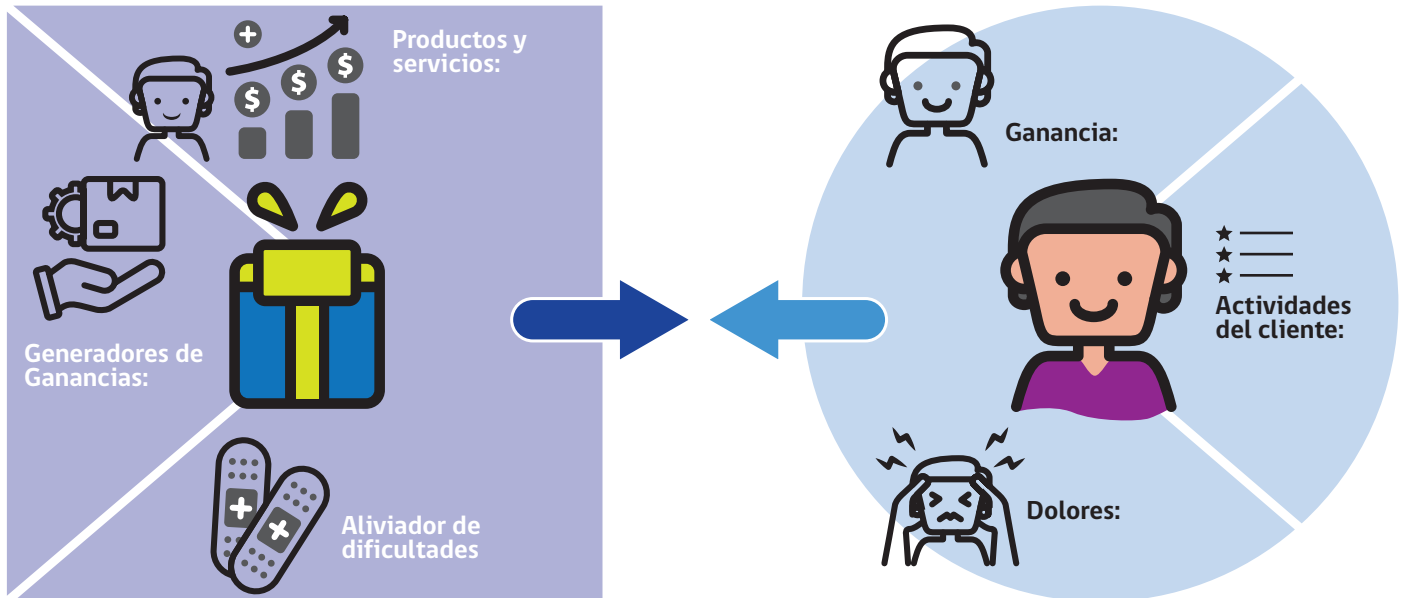 Productos y
servicios:
Generadores de
Ganancias:
Aliviador de
dificultades
Ganancia:
Actividades
del cliente:
Dolores: